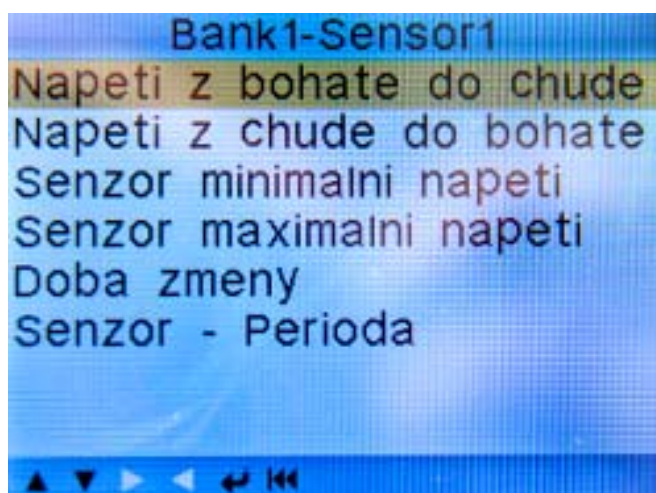 Bank1-Sensor1
Napeti z bohate do chude
Napeti z chude do bohate
Senzor minimalni napeti
Senzor maximalni napeti
Doba zmeny
Senzor - Perioda